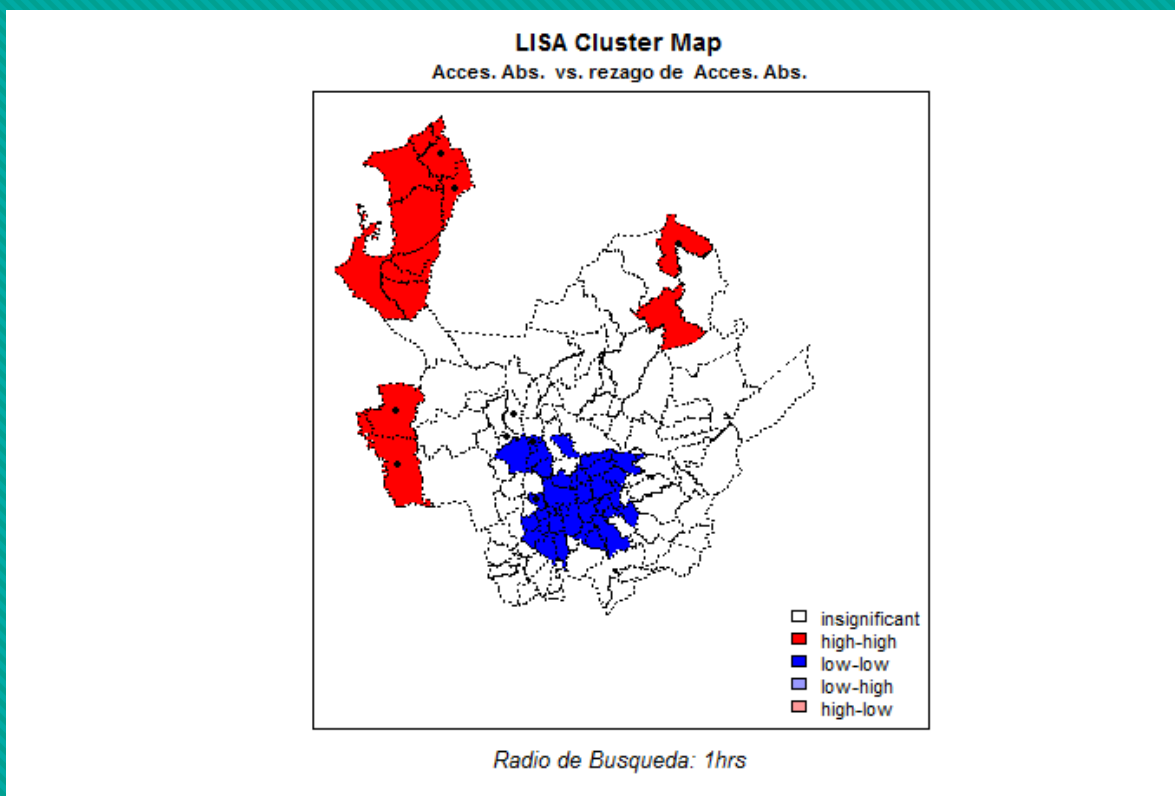 LISA Cluster Map
Acces. Abs. vs. rezago de Acces. Abs.
insignificant
high-high
low-low
low-high
high-low
Radio de Busqueda: 1hrs